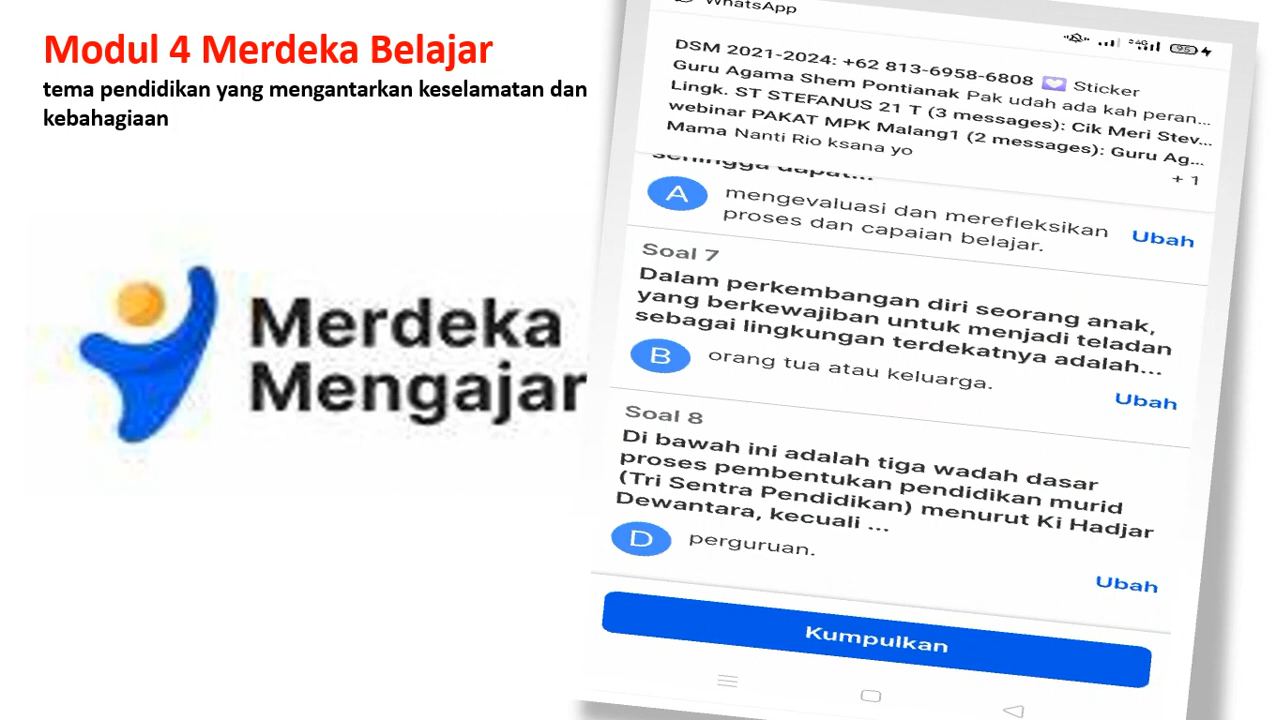 Modul 4 Merdeka Belajar
tema pendidikan yang mengantarkan keselamatan dan
kebahagiaan
Merdeka
Mengajar
WhatsApp
4G
95
DSM 2021-2024: +62 813-6958-6808 💟 Sticker
Guru Agama Shem Pontianak Pak udah ada kah peran...
Lingk. ST STEFANUS 21 T (3 messages): Cik Meri Stev...
webinar PAKAT MPK Malang1 (2 messages): Guru Ag...
Mama Nanti Rio ksana yo
+ 1
sehingga dapat...
A mengevaluasi dan merefleksikan
proses dan capaian belajar.
Ubah
Soal 7
Dalam perkembangan diri seorang anak,
yang berkewajiban untuk menjadi teladan
sebagai lingkungan terdekatnya adalah...
B orang tua atau keluarga.
Ubah
Soal 8
Di bawah ini adalah tiga wadah dasar
proses pembentukan pendidikan murid
(Tri Sentra Pendidikan) menurut Ki Hadjar
Dewantara, kecuali ...
D perguruan.
Ubah
Kumpulkan